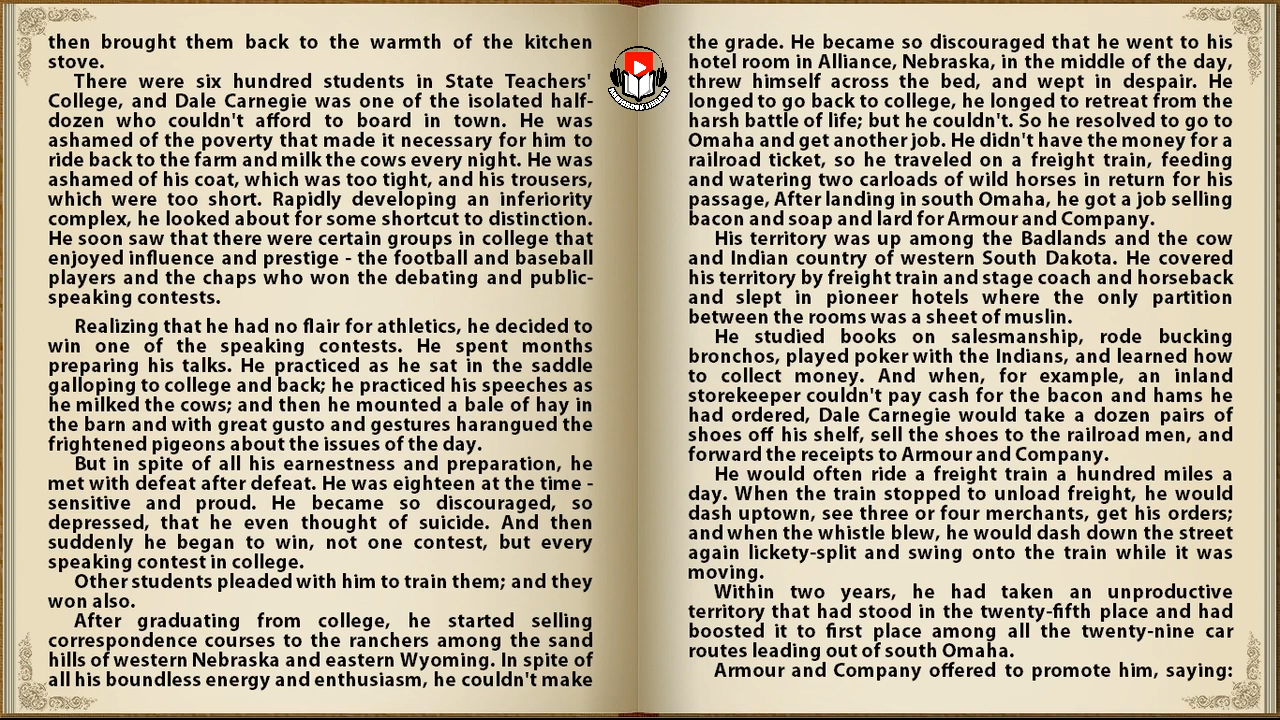 then brought them back to the warmth of the kitchen
stove.
There were six hundred students in State Teachers'
College, and Dale Carnegie was one of the isolated half-
dozen who couldn't afford to board in town. He was
ashamed of the poverty that made it necessary for him to
ride back to the farm and milk the cows every night. He was
ashamed of his coat, which was too tight, and his trousers,
which were too short. Rapidly developing an inferiority
complex, he looked about for some shortcut to distinction.
He soon saw that there were certain groups in college that
enjoyed influence and prestige - the football and baseball
players and the chaps who won the debating and public-
speaking contests.
Realizing that he had no flair for athletics, he decided to
win one of the speaking contests. He spent months
preparing his talks. He practiced as he sat in the saddle
galloping to college and back; he practiced his speeches as
he milked the cows; and then he mounted a bale of hay in
the barn and with great gusto and gestures harangued the
frightened pigeons about the issues of the day.
But in spite of all his earnestness and preparation, he
met with defeat after defeat. He was eighteen at the time -
sensitive and proud. He became so discouraged, so
depressed, that he even thought of suicide. And then
suddenly he began to win, not one contest, but every
speaking contest in college.
Other students pleaded with him to train them; and they
won also.
After graduating from college, he started selling
correspondence courses to the ranchers among the sand
hills of western Nebraska and eastern Wyoming. In spite of
all his boundless energy and enthusiasm, he couldn't make
the grade. He became so discouraged that he went to his
hotel room in Alliance, Nebraska, in the middle of the day,
threw himself across the bed, and wept in despair. He
longed to go back to college, he longed to retreat from the
harsh battle of life; but he couldn't. So he resolved to go to
Omaha and get another job. He didn't have the money for a
railroad ticket, so he traveled on a freight train, feeding
and watering two carloads of wild horses in return for his
passage, After landing in south Omaha, he got a job selling
bacon and soap and lard for Armour and Company.
His territory was up among the Badlands and the cow
and Indian country of western South Dakota. He covered
his territory by freight train and stage coach and horseback
and slept in pioneer hotels where the only partition
between the rooms was a sheet of muslin.
He studied books on salesmanship, rode bucking
bronchos, played poker with the Indians, and learned how
to collect money. And when, for example, an inland
storekeeper couldn't pay cash for the bacon and hams he
had ordered, Dale Carnegie would take a dozen pairs of
shoes off his shelf, sell the shoes to the railroad men, and
forward the receipts to Armour and Company.
He would often ride a freight train a hundred miles a
day. When the train stopped to unload freight, he would
dash uptown, see three or four merchants, get his orders;
and when the whistle blew, he would dash down the street
again lickety-split and swing onto the train while it was
moving.
Within two years, he had taken an unproductive
territory that had stood in the twenty-fifth place and had
boosted it to first place among all the twenty-nine car
routes leading out of south Omaha.
Armour and Company offered to promote him, saying: